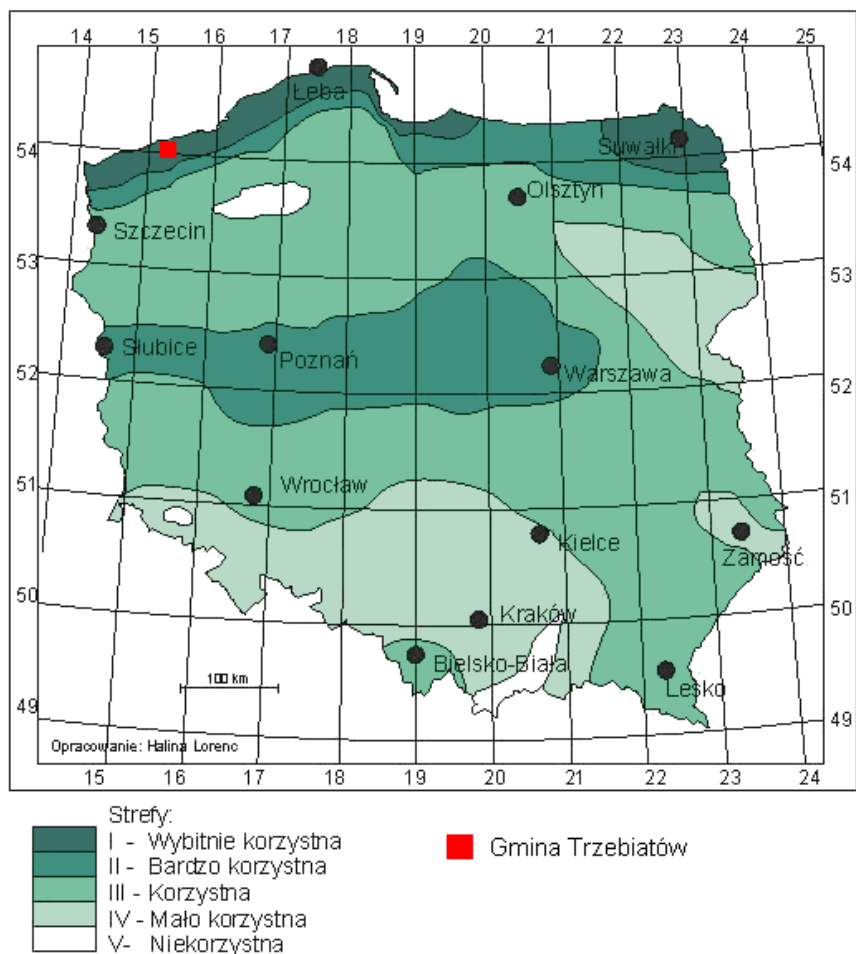 14 15 16 17 18 19 20 21 22 23 24 25
Łeba
54 Suwałki 54
Olsztyn
Szczecin
53 53
Słubice
Poznań
Warszawa
52 52
Wrocław
51 51
Kielce
Zamość
50 Kraków 50
Bielsko-Biała
Lesko
100 km
49 49
Opracowanie: Halina Lorenc
15 16 17 18 19 20 21 22 23 24
Strefy:
I - Wybitnie korzystna
II - Bardzo korzystna
III - Korzystna
IV - Mało korzystna
V- Niekorzystna
Gmina Trzebiatów